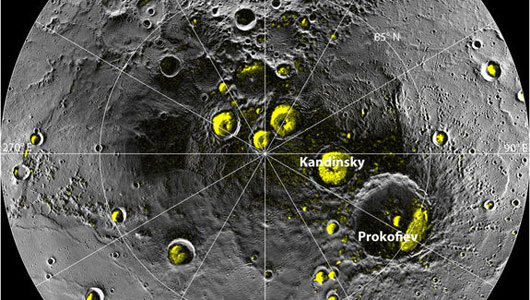 85° N
270° E
90° E
Kandinsky
Prokofiev